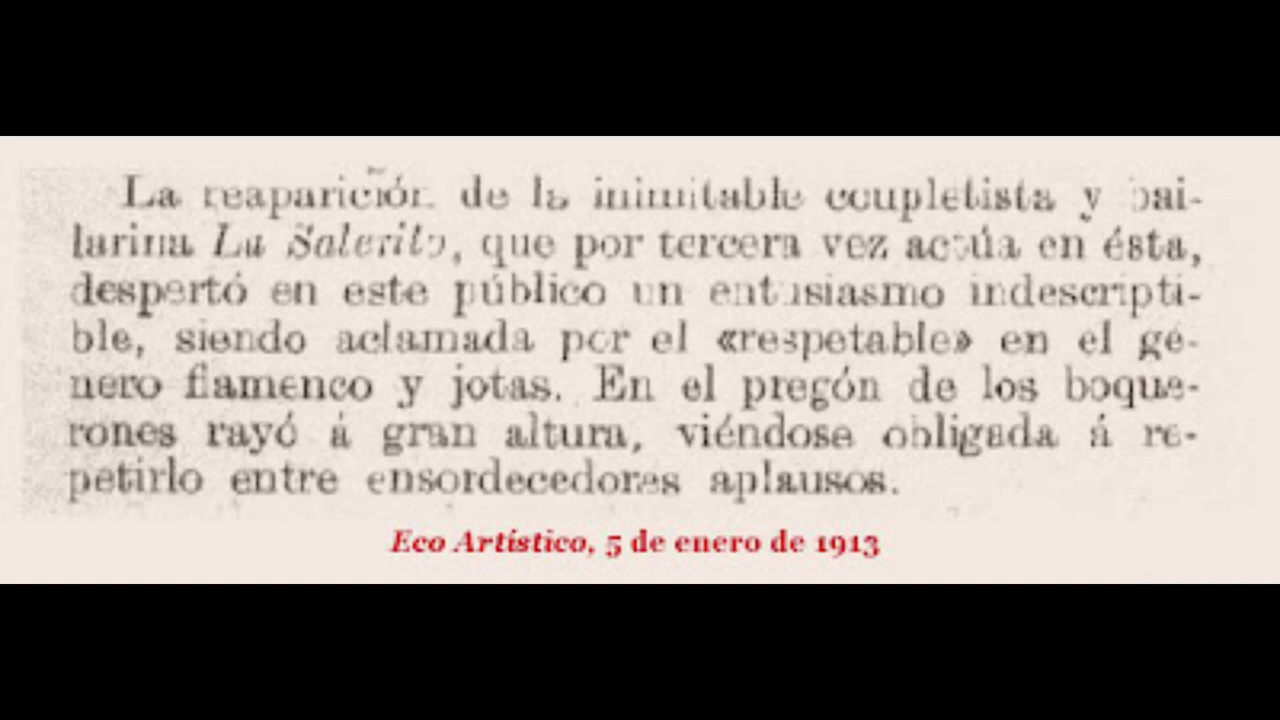 La reaparición de la inimitable coupletista y bai-
larina La Salerito, que por tercera vez actúa en ésta,
despertó en este público un entusiasmo indescripti-
ble, siendo aclamada por el «respetable» en el gé-
nero flamenco y jotas. En el pregón de los boque-
rones rayó á gran altura, viéndose obligada á re-
petirlo entre ensordecedores aplausos.
Eco Artístico, 5 de enero de 1913